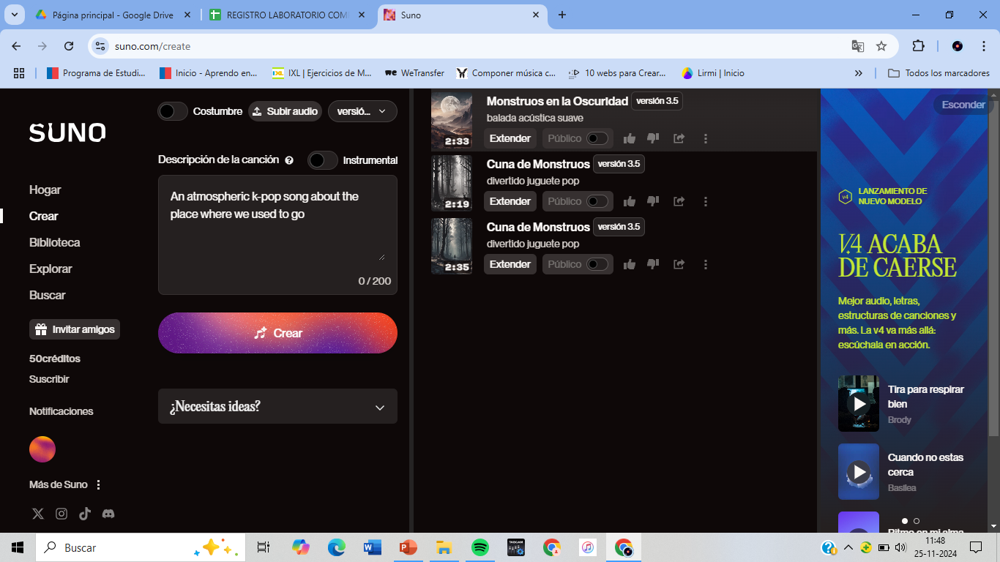 Página principal - Google Drive
REGISTRO LABORATORIO COM
Suno
suno.com/create
Programa de Estudi...
Inicio - Aprendo en...
IXL | Ejercicios de M...
WeTransfer
Componer música c...
10 webs para Crear...
Lirmi | Inicio
Todos los marcadores
SUNO
Hogar
Crear
Biblioteca
Explorar
Buscar
Invitar amigos
50créditos
Suscribir
Notificaciones
Más de Suno
Costumbre
Subir audio
versió...
Descripción de la canción
Instrumental
An atmospheric k-pop song about the
place where we used to go
0 / 200
Crear
¿Necesitas ideas?
2:33
Monstruos en la Oscuridad
versión 3.5
balada acústica suave
Extender
Público
2:19
Cuna de Monstruos
versión 3.5
divertido juguete pop
Extender
Público
2:35
Cuna de Monstruos
versión 3.5
divertido juguete pop
Extender
Público
Esconder
v4
LANZAMIENTO DE
NUEVO MODELO
V.4 ACABA
DE CAERSE
Mejor audio, letras,
estructuras de canciones y
más. La v4 va más allá:
escúchala en acción.
Tira para respirar
bien
Brody
Cuando no estas
cerca
Basilea
Ritmo en mi alma
Buscar
TASCAM
11:48
25-11-2024